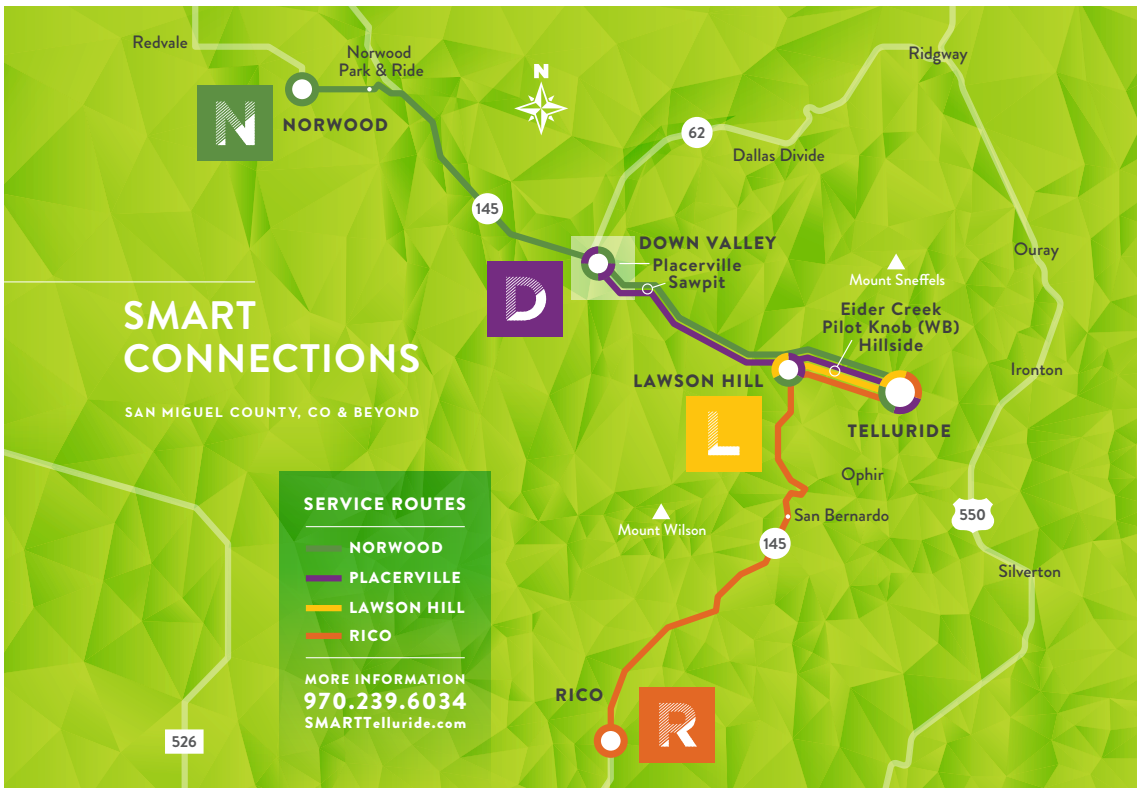 Redvale
Norwood
Park & Ride
N
Ridgway
N
NORWOOD
62
Dallas Divide
145
DOWN VALLEY
Placerville
Sawpit
Ouray
D
Mount Sneffels
SMART
CONNECTIONS
Eider Creek
Pilot Knob (WB)
Hillside
LAWSON HILL
Ironton
SAN MIGUEL COUNTY, CO & BEYOND
L
TELLURIDE
Ophir
San Bernardo
550
Mount Wilson
145
Silverton
SERVICE ROUTES
NORWOOD
PLACERVILLE
LAWSON HILL
RICO
MORE INFORMATION
970.239.6034
SMARTTelluride.com
RICO
R
526